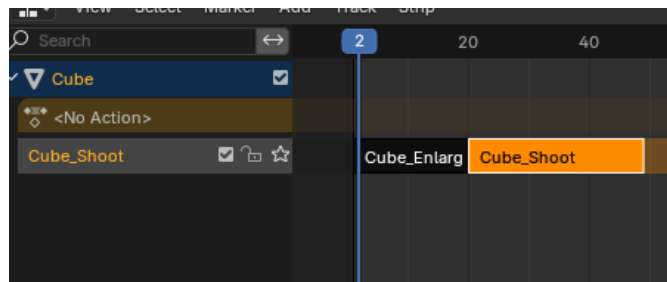 View Select Marker Add Track Strip
Search 2 20 40
Cube
<No Action>
Cube_Shoot Cube_Enlarg Cube_Shoot